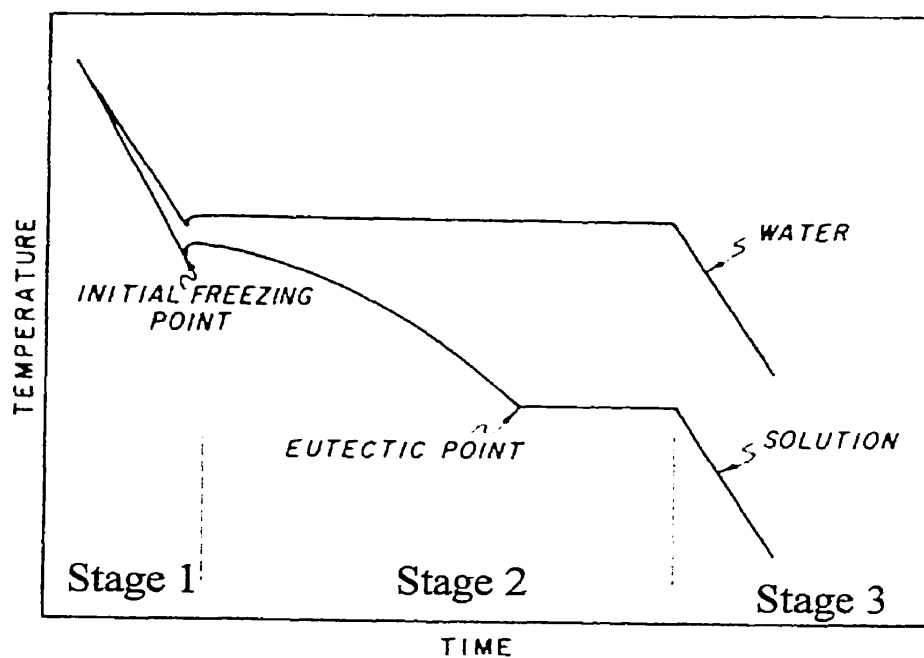 TEMPERATURE
WATER
INITIAL FREEZING
POINT
EUTECTIC POINT
SOLUTION
Stage 1
Stage 2
Stage 3
TIME